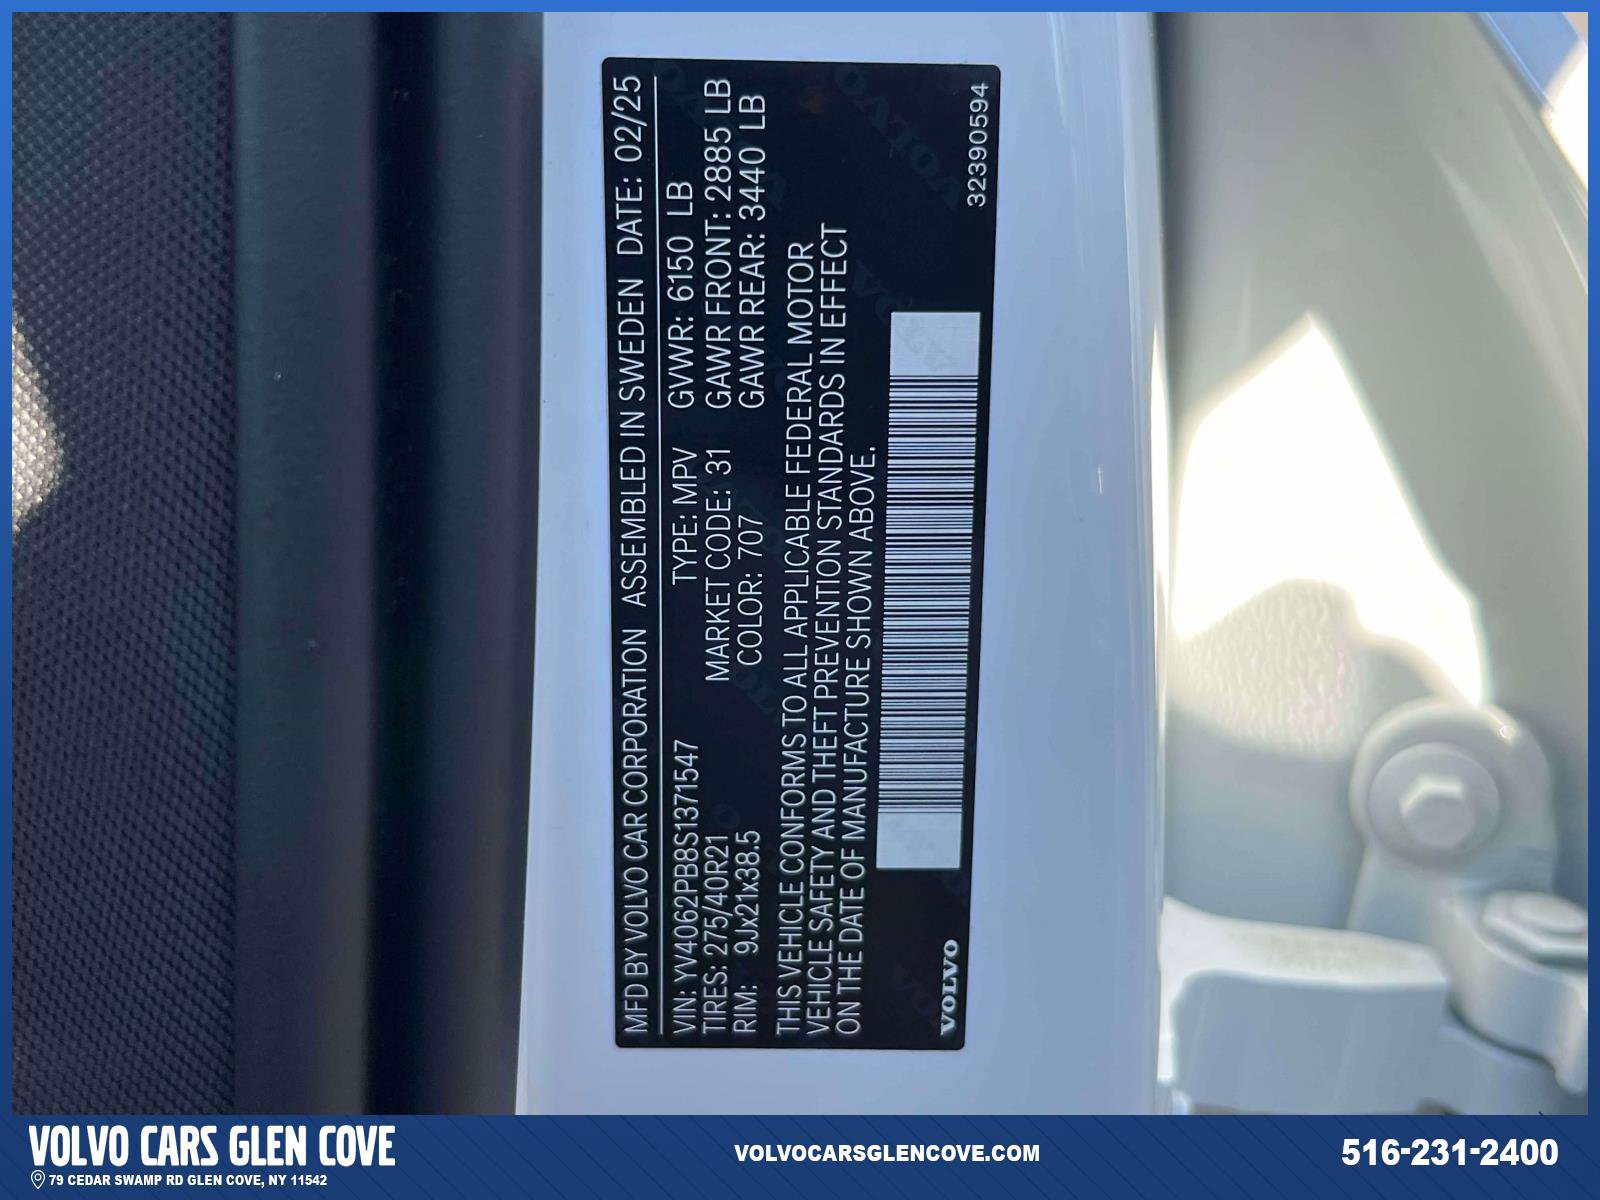 MFD BY VOLVO CAR CORPORATION ASSEMBLED IN SWEDEN DATE: 02/25
VIN: YV4062PB8S1371547 TYPE: MPV GVWR: 6150 LB
TIRES: 275/40R21 MARKET CODE: 31 GAWR FRONT: 2885 LB
RIM: 9Jx21x38.5 COLOR: 707 GAWR REAR: 3440 LB
THIS VEHICLE CONFORMS TO ALL APPLICABLE FEDERAL MOTOR
VEHICLE SAFETY AND THEFT PREVENTION STANDARDS IN EFFECT
ON THE DATE OF MANUFACTURE SHOWN ABOVE.
VOLVO
32390594
VOLVO CARS GLEN COVE
79 CEDAR SWAMP RD GLEN COVE, NY 11542
VOLVOCARSGLENCOVE.COM
516-231-2400